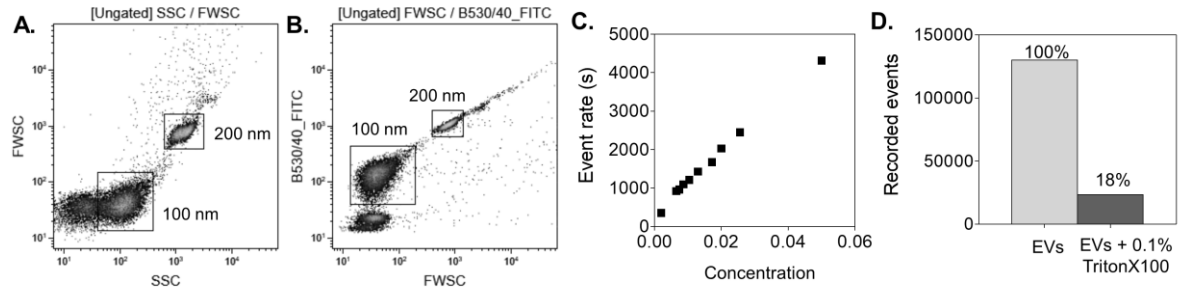 A.
[Ungated] SSC / FWSC
FWSC
10⁴
10³
10²
10¹
200 nm
100 nm
10¹
10²
10³
10⁴
SSC
B.
[Ungated] FWSC / B530/40_FITC
B530/40_FITC
10⁴
10³
10²
10¹
200 nm
100 nm
10¹
10²
10³
10⁴
FWSC
C.
Event rate (s)
5000
4000
3000
2000
1000
0
0.00
0.02
0.04
0.06
Concentration
D.
Recorded events
150000
100000
50000
0
100%
18%
EVs
EVs + 0.1%
TritonX100